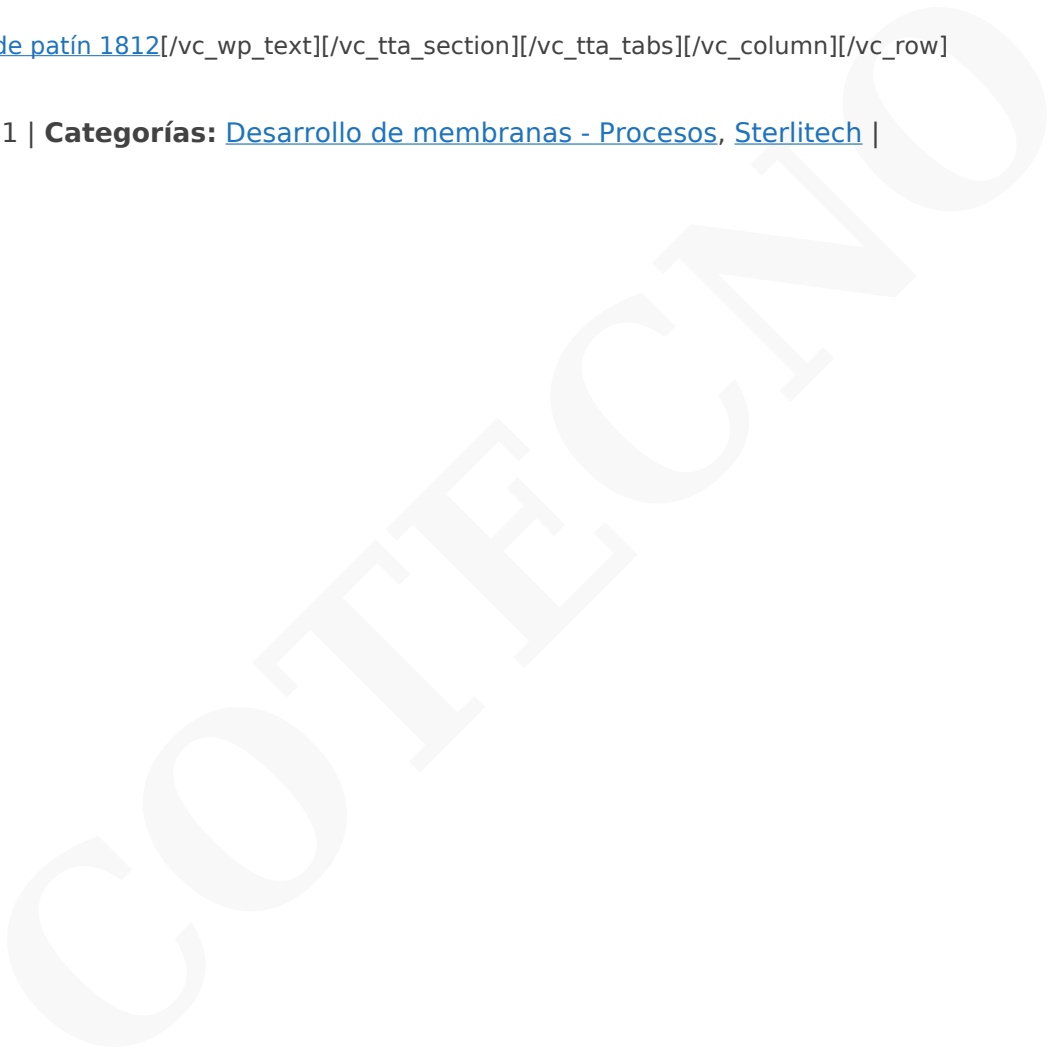 de patín 1812[/vc_wp_text][/vc_tta_section][/vc_tta_tabs][/vc_column][/vc_row]
1 | Categorías: Desarrollo de membranas - Procesos, Sterlitech |
COTECNO